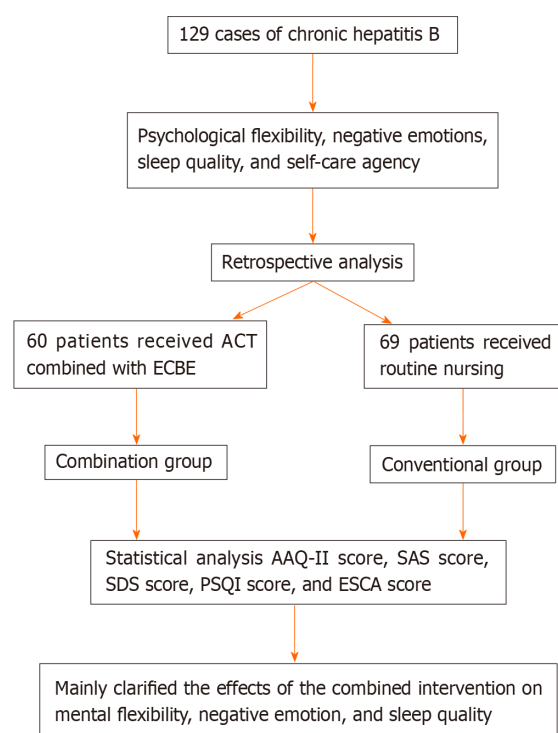 129 cases of chronic hepatitis B
Psychological flexibility, negative emotions,
sleep quality, and self-care agency
Retrospective analysis
60 patients received ACT
combined with ECBE
69 patients received
routine nursing
Combination group
Conventional group
Statistical analysis AAQ-II score, SAS score,
SDS score, PSQI score, and ESCA score
Mainly clarified the effects of the combined intervention on
mental flexibility, negative emotion, and sleep quality